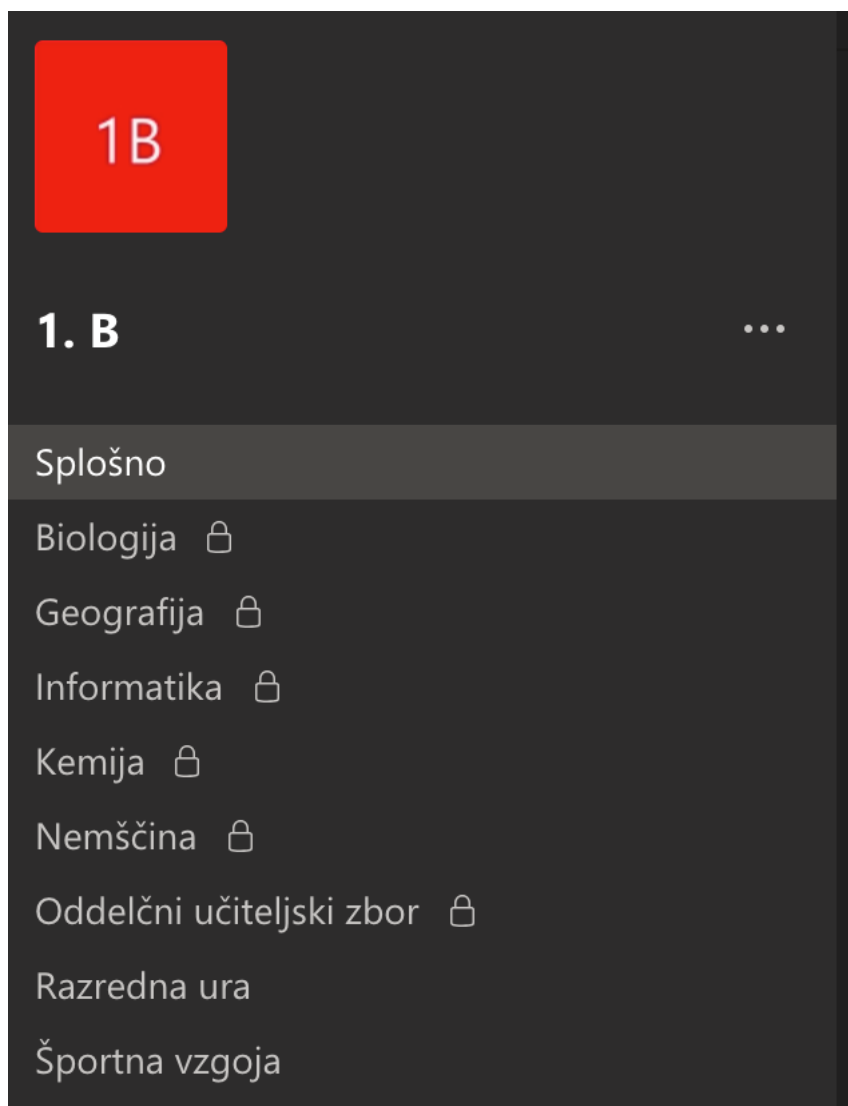 1B
1. B
Splošno
Biologija
Geografija
Informatika
Kemija
Nemščina
Oddelčni učiteljski zbor
Razredna ura
Športna vzgoja